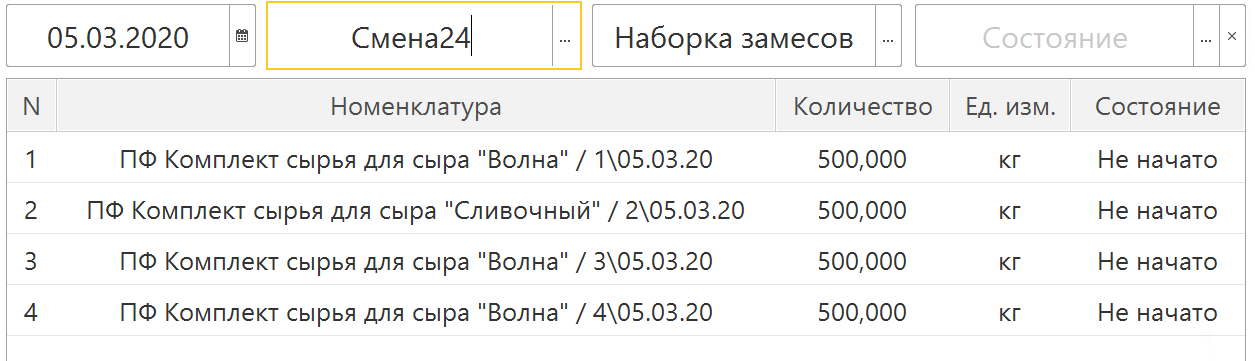 05.03.2020 Смена24 ... Наборка замесов ... Состояние ... ×
N Номенклатура Количество Ед. изм. Состояние
1 ПФ Комплект сырья для сыра "Волна" / 1\05.03.20 500,000 кг Не начато
2 ПФ Комплект сырья для сыра "Сливочный" / 2\05.03.20 500,000 кг Не начато
3 ПФ Комплект сырья для сыра "Волна" / 3\05.03.20 500,000 кг Не начато
4 ПФ Комплект сырья для сыра "Волна" / 4\05.03.20 500,000 кг Не начато